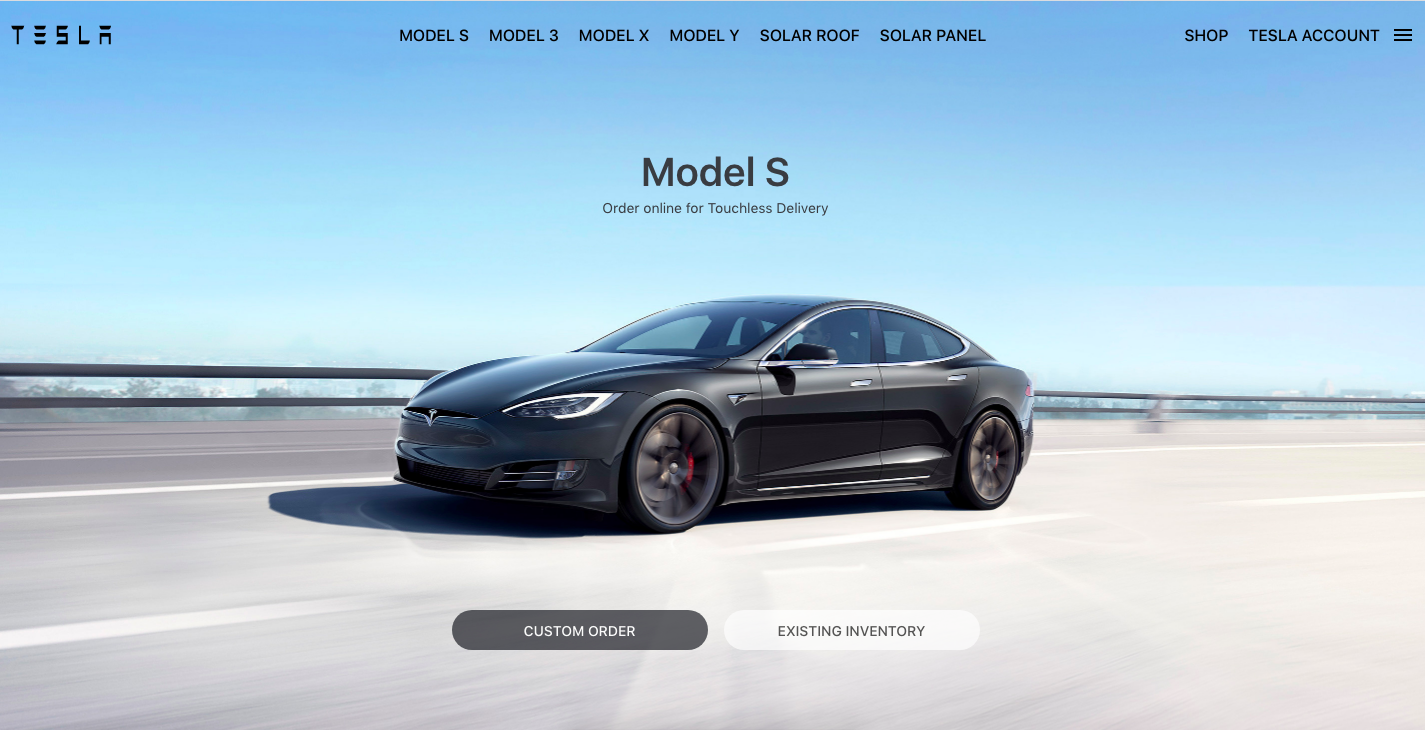 TESLA MODEL S MODEL 3 MODEL X MODEL Y SOLAR ROOF SOLAR PANEL SHOP TESLA ACCOUNT
Model S
Order online for Touchless Delivery
CUSTOM ORDER EXISTING INVENTORY